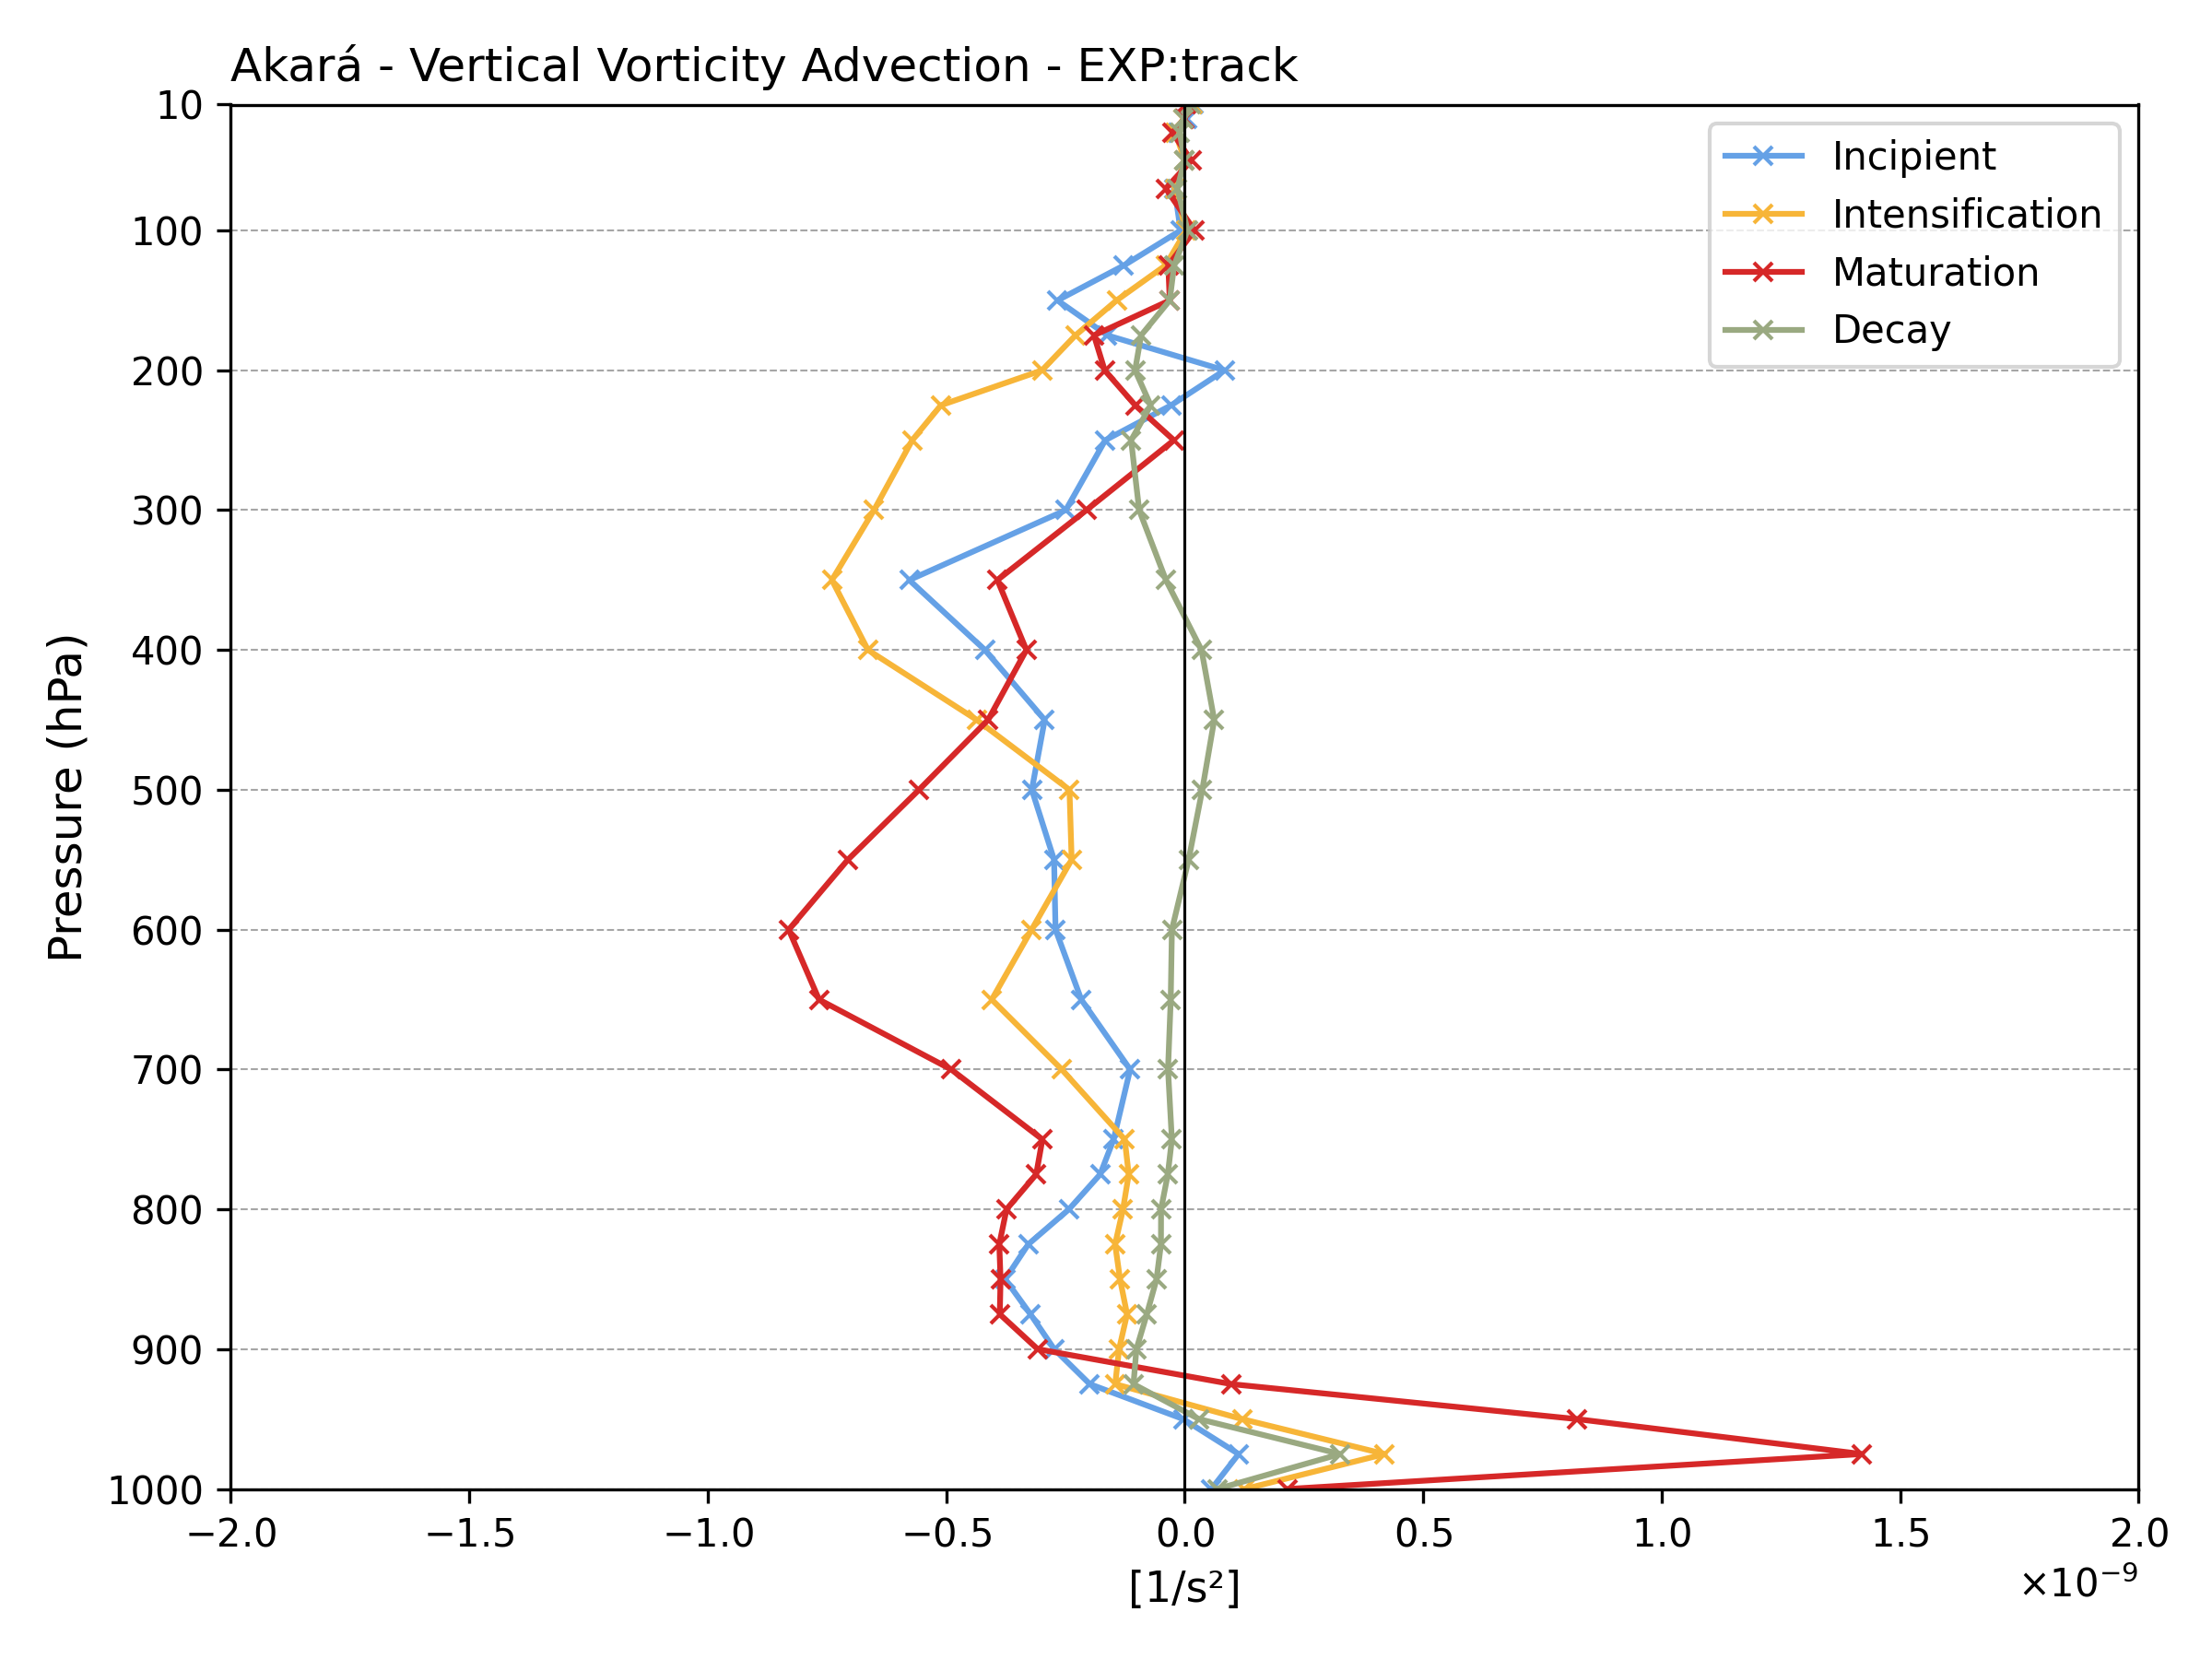 Akará - Vertical Vorticity Advection - EXP:track
10
100
200
300
400
500
600
700
800
900
1000
Pressure (hPa)
Incipient
Intensification
Maturation
Decay
−2.0 −1.5 −1.0 −0.5 0.0 0.5 1.0 1.5 2.0
[1/s²]
×10⁻⁹